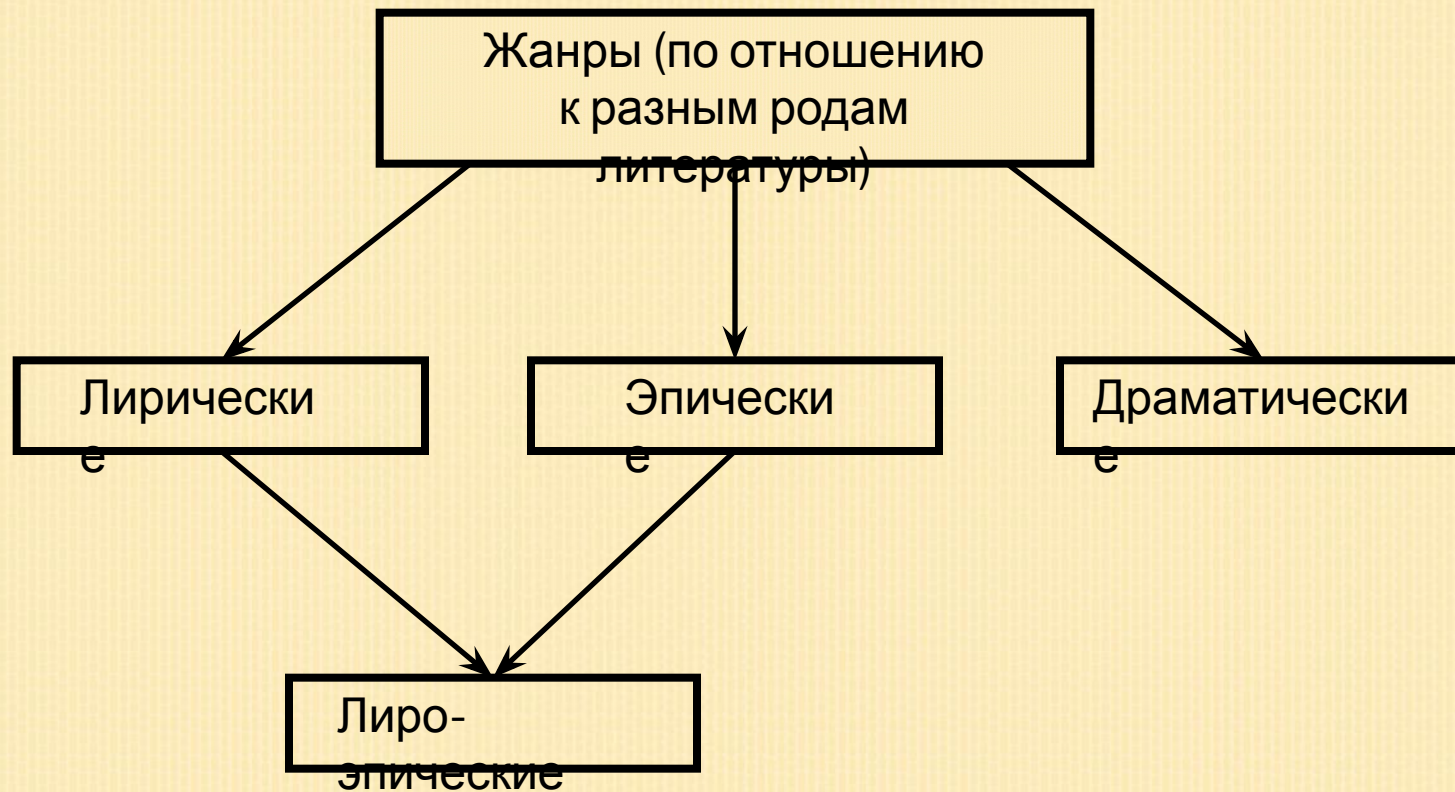 Жанры (по отношению
к разным родам
литературы)
Лирически
е
Эпически
е
Драматически
е
Лиро-
эпические